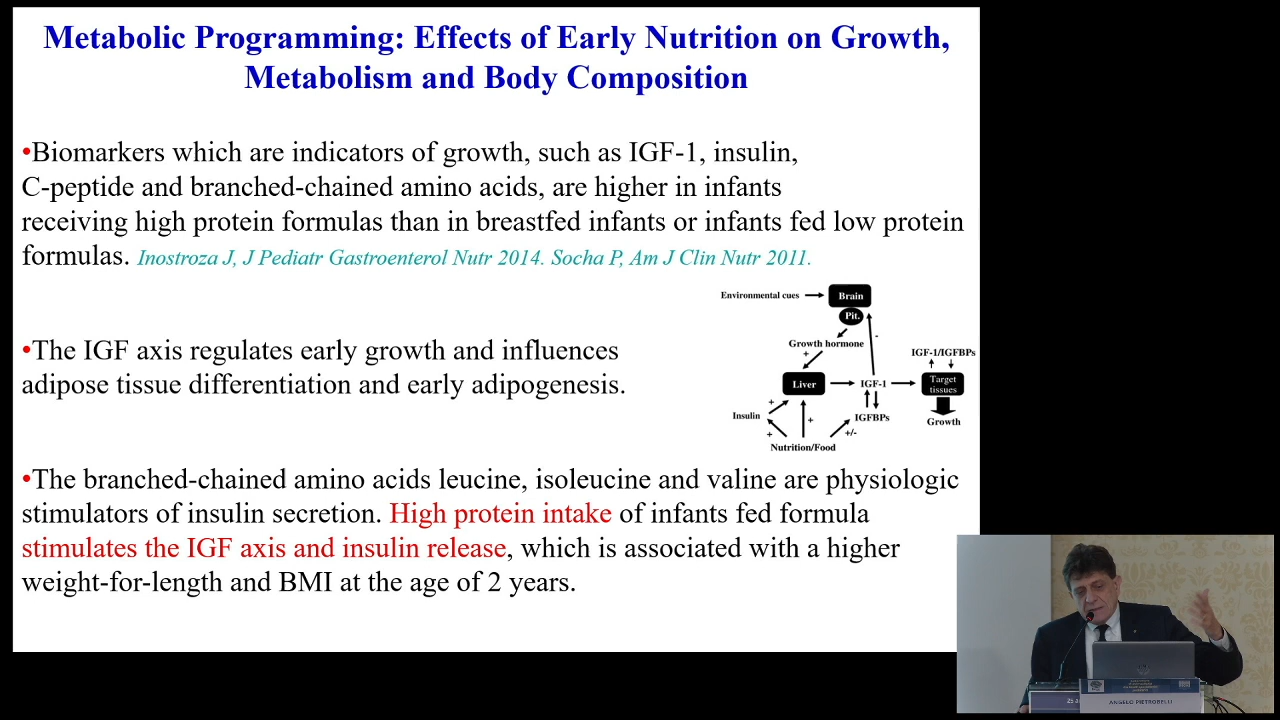 Metabolic Programming: Effects of Early Nutrition on Growth,
Metabolism and Body Composition
•Biomarkers which are indicators of growth, such as IGF-1, insulin,
C-peptide and branched-chained amino acids, are higher in infants
receiving high protein formulas than in breastfed infants or infants fed low protein
formulas. Inostroza J, J Pediatr Gastroenterol Nutr 2014. Socha P, Am J Clin Nutr 2011.
Environmental cues
Brain
Pit.
Growth hormone
-
+
IGF-1/IGFBPs
Liver
IGF-1
Target
tissues
+
Insulin
+
IGFBPs
Growth
+
+/-
Nutrition/Food
•The IGF axis regulates early growth and influences
adipose tissue differentiation and early adipogenesis.
•The branched-chained amino acids leucine, isoleucine and valine are physiologic
stimulators of insulin secretion. High protein intake of infants fed formula
stimulates the IGF axis and insulin release, which is associated with a higher
weight-for-length and BMI at the age of 2 years.
ANGELO PIETROBELLI